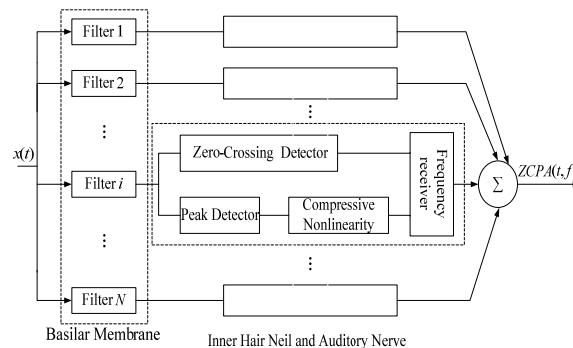 Filter 1
Filter 2
x(t)
Zero-Crossing Detector
Filter i
Peak Detector
Compressive
Nonlinearity
Frequency
receiver
Σ
ZCPA(t, f
Filter N
Basilar Membrane
Inner Hair Neil and Auditory Nerve